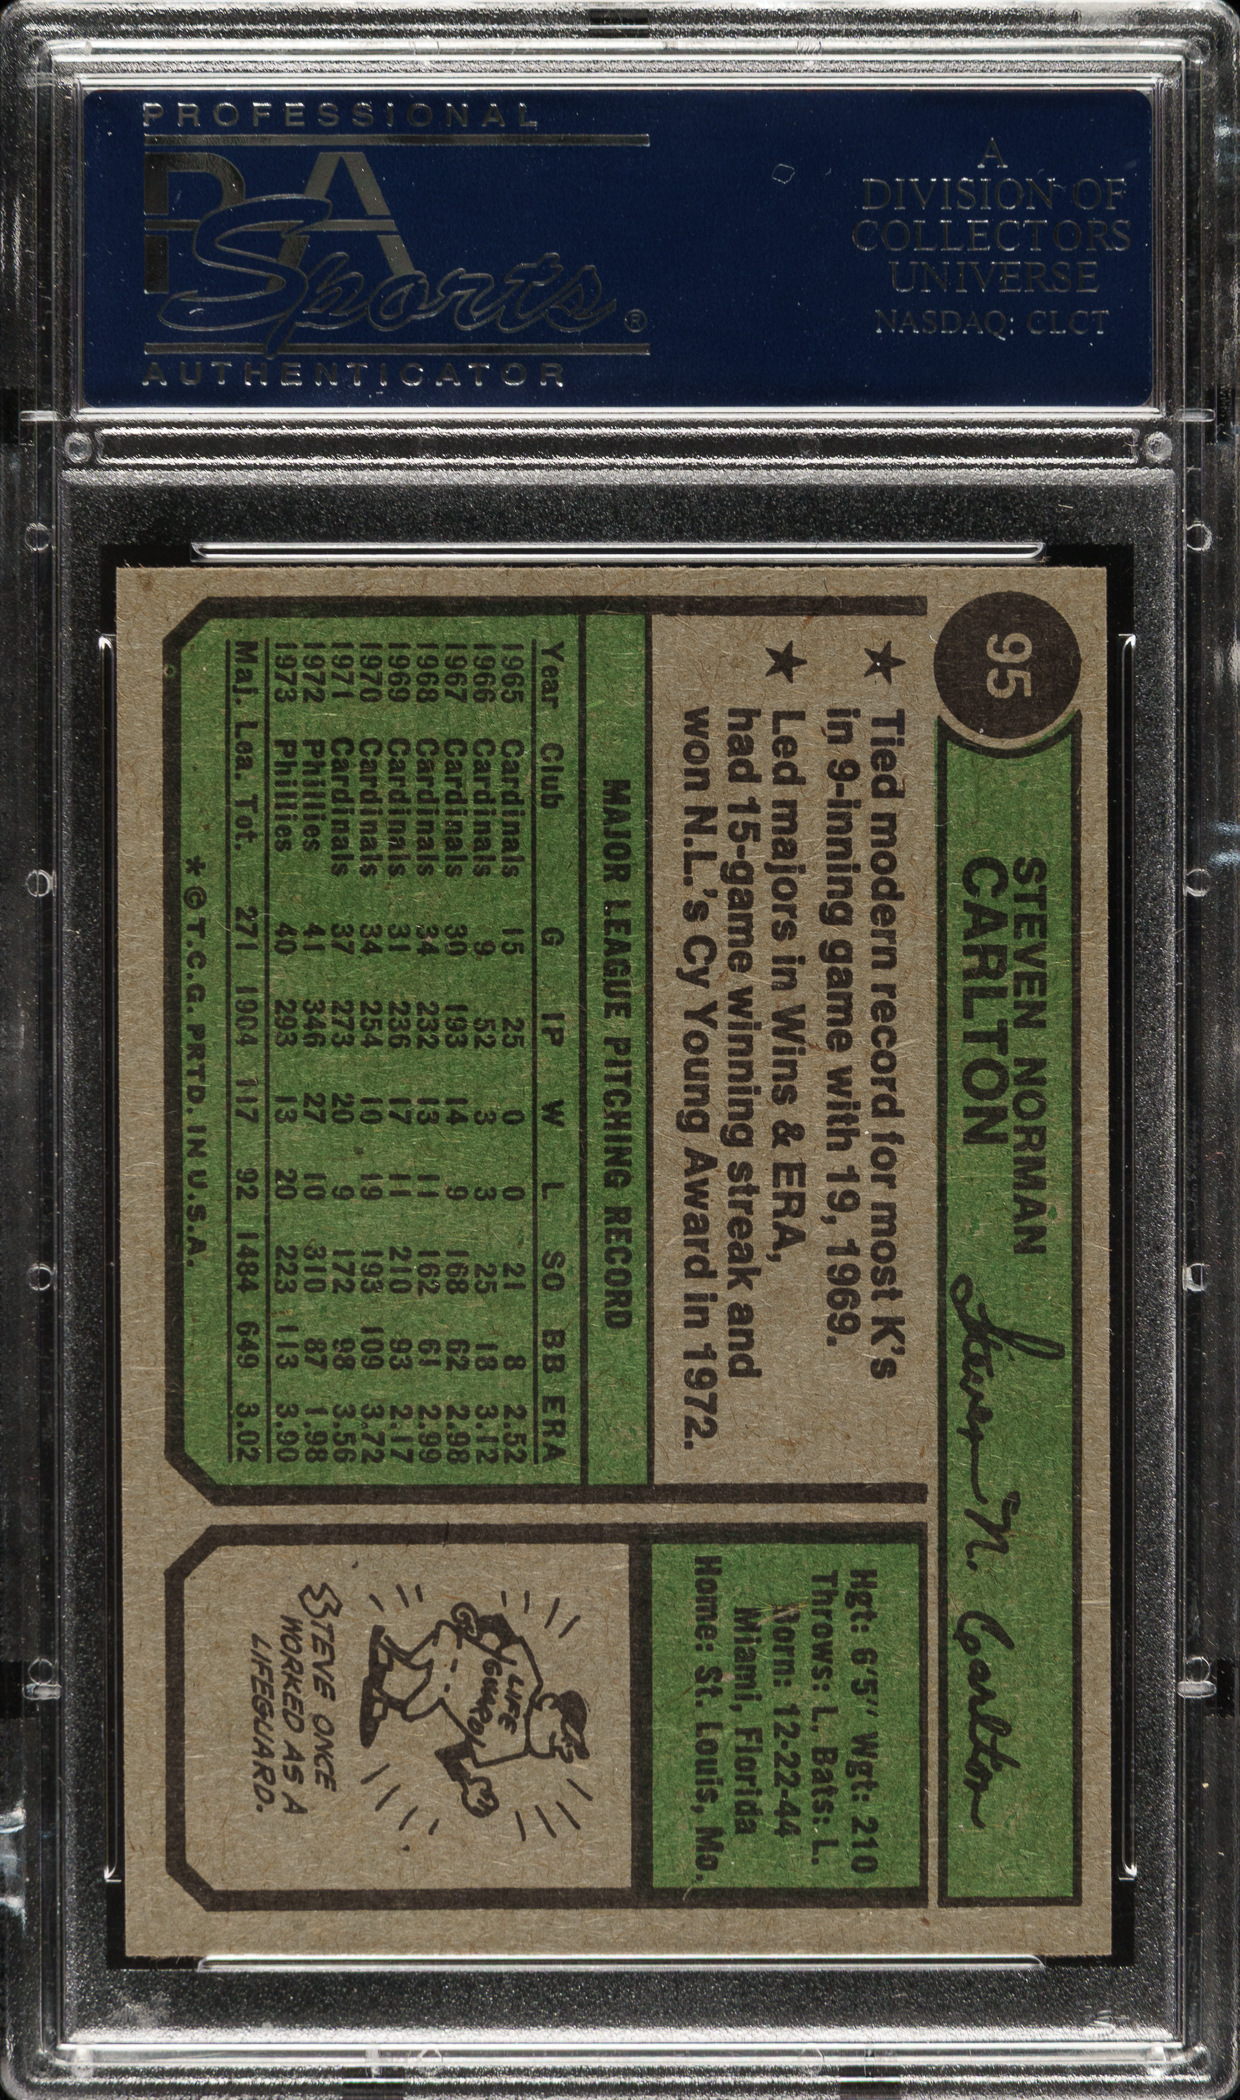 PROFESSIONAL
PSA
Sports®
AUTHENTICATOR
A
DIVISION OF
COLLECTORS
UNIVERSE
NASDAQ: CLCT
95
STEVEN NORMAN
CARLTON
Steven N. Carlton
★ Tied modern record for most K's
in 9-inning game with 19, 1969.
★ Led majors in Wins & ERA,
had 15-game winning streak and
won N.L.'s Cy Young Award in 1972.
MAJOR LEAGUE PITCHING RECORD
Year Club G IP W L SO BB ERA
1965 Cardinals 15 25 0 0 21 8 2.52
1966 Cardinals 9 52 3 3 25 18 3.12
1967 Cardinals 30 193 14 9 168 62 2.98
1968 Cardinals 34 232 13 11 162 61 2.99
1969 Cardinals 31 236 17 11 210 93 2.17
1970 Cardinals 34 254 10 19 193 109 3.72
1971 Cardinals 37 273 20 9 172 98 3.56
1972 Phillies 41 346 27 10 310 87 1.98
1973 Phillies 40 293 13 20 223 113 3.90
Maj. Lea. Tot. 271 1904 117 92 1484 649 3.02
* © T.C.G. PRTD. IN U.S.A.
Hgt: 6'5" Wgt: 210
Throws: L. Bats: L.
Born: 12-22-44
Miami, Florida
Home: St. Louis, Mo.
LIFE
GUARD
STEVE ONCE
WORKED AS A
LIFEGUARD.